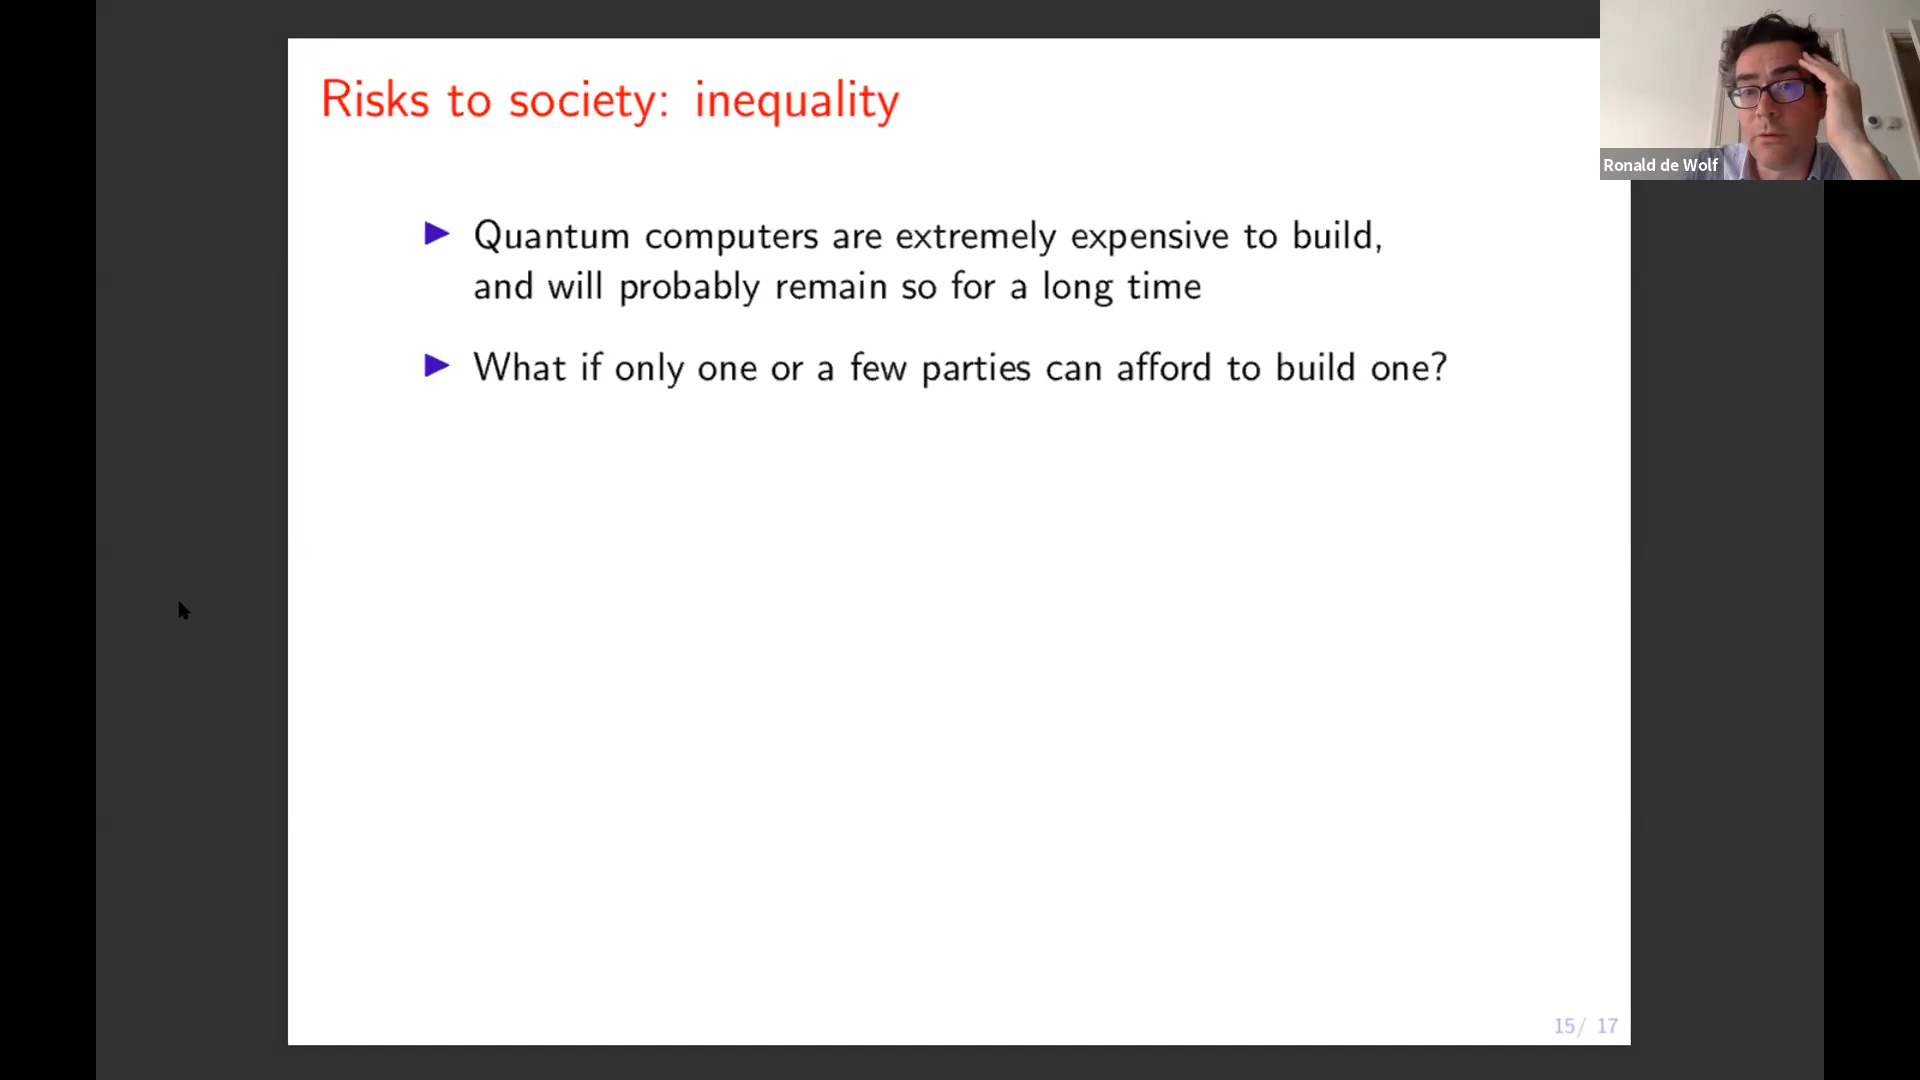 Risks to society: inequality
Ronald de Wolf
Quantum computers are extremely expensive to build,
and will probably remain so for a long time
What if only one or a few parties can afford to build one?
15/ 17